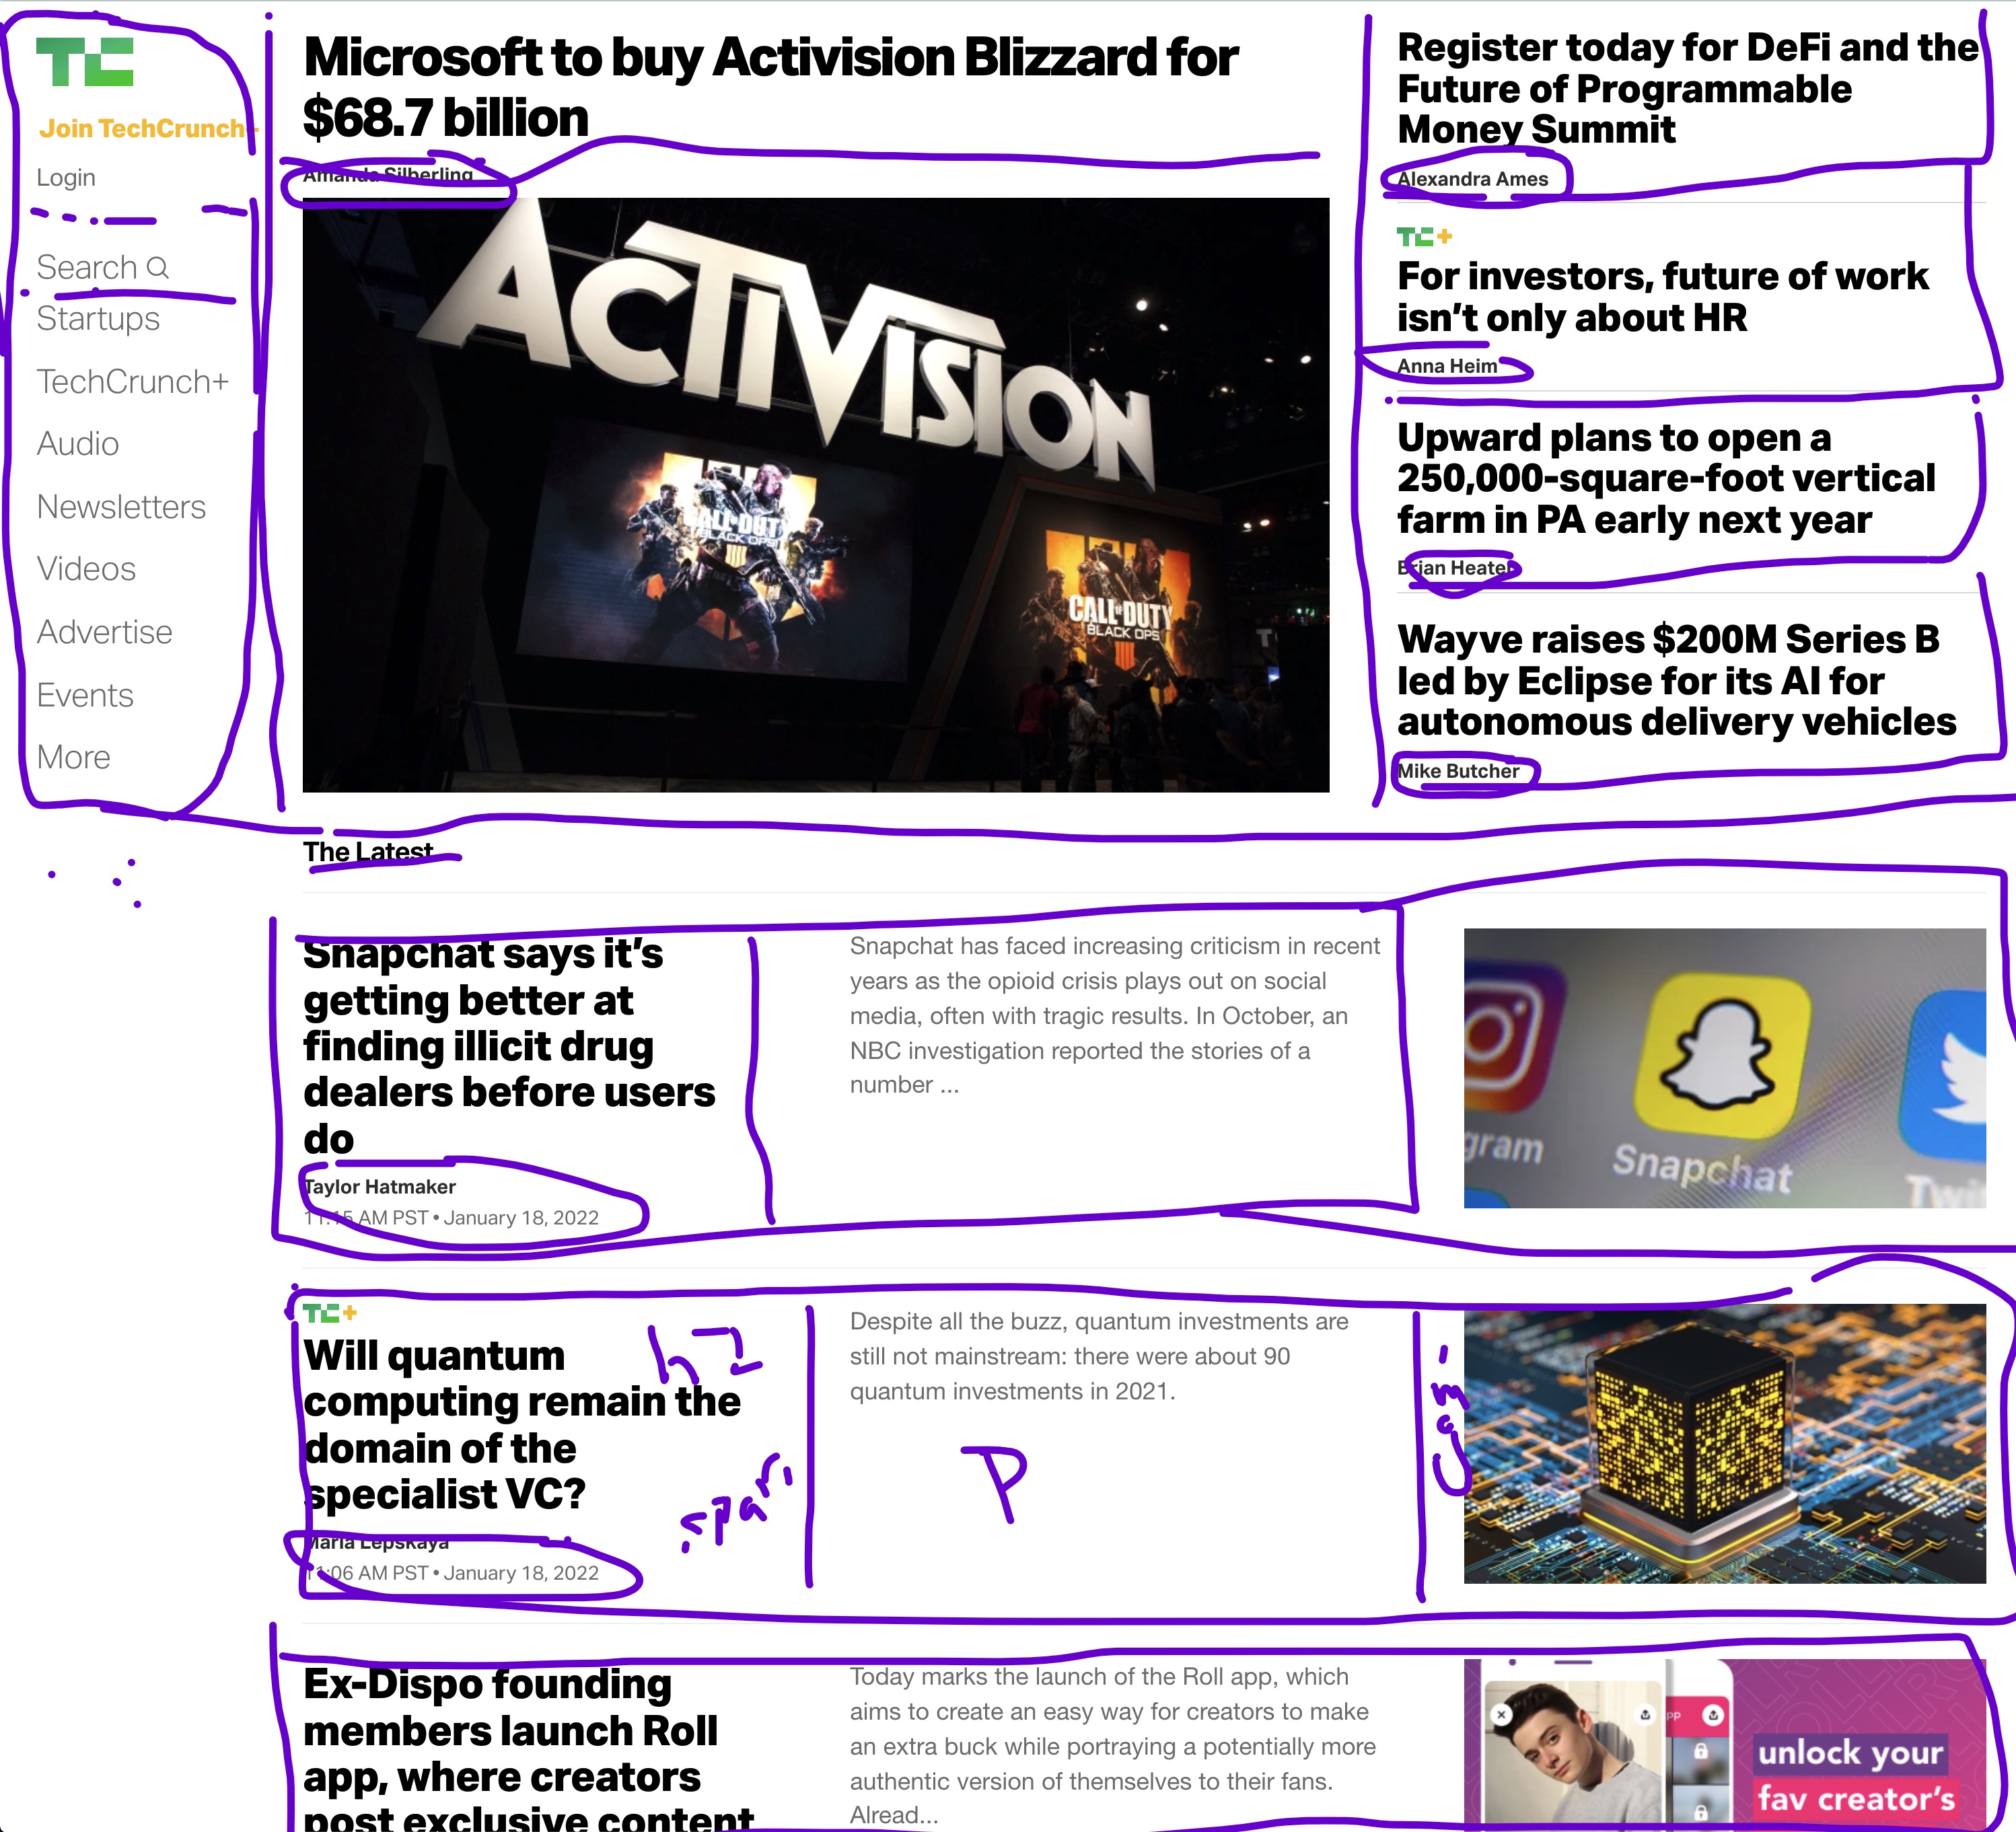 TC
Join TechCrunch+
Login
Search
Startups
TechCrunch+
Audio
Newsletters
Videos
Advertise
Events
More
Microsoft to buy Activision Blizzard for
$68.7 billion
Amanda Silberling
ACTIVISION
CALL OF DUTY
BLACK OPS
IIII
CALL OF DUTY
BLACK OPS
IIII
Register today for DeFi and the
Future of Programmable
Money Summit
Alexandra Ames
TC+
For investors, future of work
isn't only about HR
Anna Heim
Upward plans to open a
250,000-square-foot vertical
farm in PA early next year
Brian Heater
Wayve raises $200M Series B
led by Eclipse for its AI for
autonomous delivery vehicles
Mike Butcher
The Latest
Snapchat says it's
getting better at
finding illicit drug
dealers before users
do
Taylor Hatmaker
11:15 AM PST • January 18, 2022
Snapchat has faced increasing criticism in recent
years as the opioid crisis plays out on social
media, often with tragic results. In October, an
NBC investigation reported the stories of a
number ...
gram
Snapchat
Twi
TC+
Will quantum
computing remain the
domain of the
specialist VC?
h2
span
Maria Lepskaya
11:06 AM PST • January 18, 2022
Despite all the buzz, quantum investments are
still not mainstream: there were about 90
quantum investments in 2021.
P
Ex-Dispo founding
members launch Roll
app, where creators
post exclusive content
Today marks the launch of the Roll app, which
aims to create an easy way for creators to make
an extra buck while portraying a potentially more
authentic version of themselves to their fans.
Alread...
pp
unlock your
fav creator's